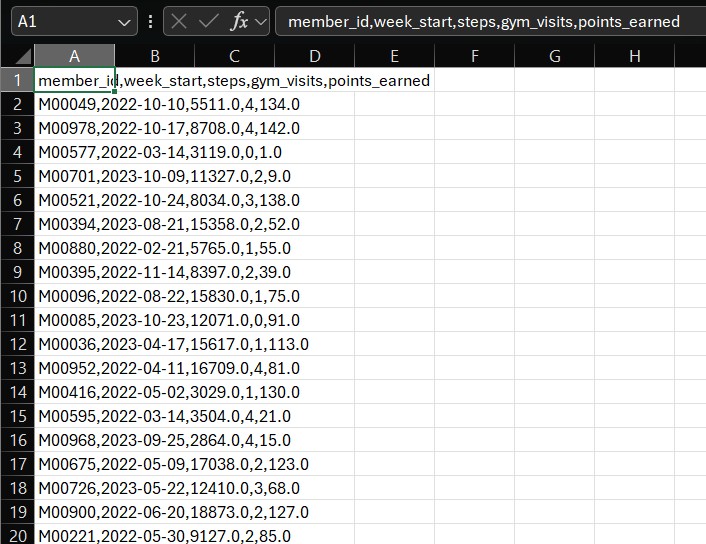 A1 fx member_id,week_start,steps,gym_visits,points_earned
A B C D E F G H
1 member_id,week_start,steps,gym_visits,points_earned
2 M00049,2022-10-10,5511.0,4,134.0
3 M00978,2022-10-17,8708.0,4,142.0
4 M00577,2022-03-14,3119.0,0,1.0
5 M00701,2023-10-09,11327.0,2,9.0
6 M00521,2022-10-24,8034.0,3,138.0
7 M00394,2023-08-21,15358.0,2,52.0
8 M00880,2022-02-21,5765.0,1,55.0
9 M00395,2022-11-14,8397.0,2,39.0
10 M00096,2022-08-22,15830.0,1,75.0
11 M00085,2023-10-23,12071.0,0,91.0
12 M00036,2023-04-17,15617.0,1,113.0
13 M00952,2022-04-11,16709.0,4,81.0
14 M00416,2022-05-02,3029.0,1,130.0
15 M00595,2022-03-14,3504.0,4,21.0
16 M00968,2023-09-25,2864.0,4,15.0
17 M00675,2022-05-09,17038.0,2,123.0
18 M00726,2023-05-22,12410.0,3,68.0
19 M00900,2022-06-20,18873.0,2,127.0
20 M00221,2022-05-30,9127.0,2,85.0